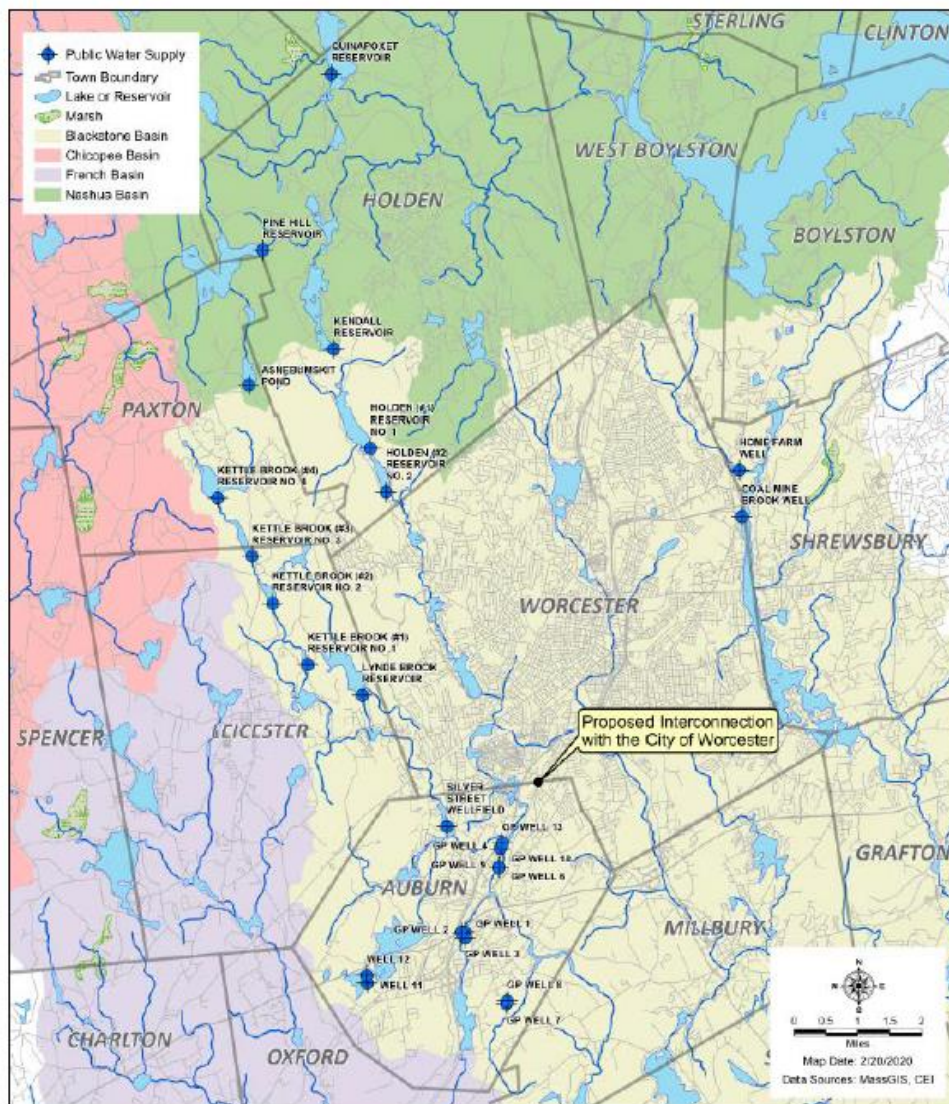 Public Water Supply
Town Boundary
Lake or Reservoir
Marsh
Blackstone Basin
Chicopee Basin
French Basin
Nashua Basin
QUINAPOXET
RESERVOIR
STERLING
CLINTON
WEST BOYLSTON
HOLDEN
PINE HILL
RESERVOIR
BOYLSTON
KENDALL
RESERVOIR
ASNEBUMSKIT
POND
PAXTON
HOLDEN (#1)
RESERVOIR
NO. 1
HOLDEN (#2)
RESERVOIR
NO. 2
HOME FARM
WELL
KETTLE BROOK (#4)
RESERVOIR NO. 4
COAL MINE
BROOK WELL
KETTLE BROOK (#3)
RESERVOIR NO. 3
SHREWSBURY
KETTLE BROOK (#2)
RESERVOIR NO. 2
WORCESTER
KETTLE BROOK (#1)
RESERVOIR NO. 1
LYNDE BROOK
RESERVOIR
SPENCER
LEICESTER
Proposed Interconnection
with the City of Worcester
SILVER
STREET
WELLFIELD
GP WELL 13
GP WELL 4
GP WELL 10
GP WELL 9
GP WELL 6
GRAFTON
AUBURN
GP WELL 1
GP WELL 2
GP WELL 3
MILLBURY
WELL 12
WELL 11
GP WELL 8
GP WELL 7
CHARLTON
OXFORD
N
E
S
0 0.5 1 1.5 2
Miles
Map Date: 2/20/2020
Data Sources: MassGIS, CEI